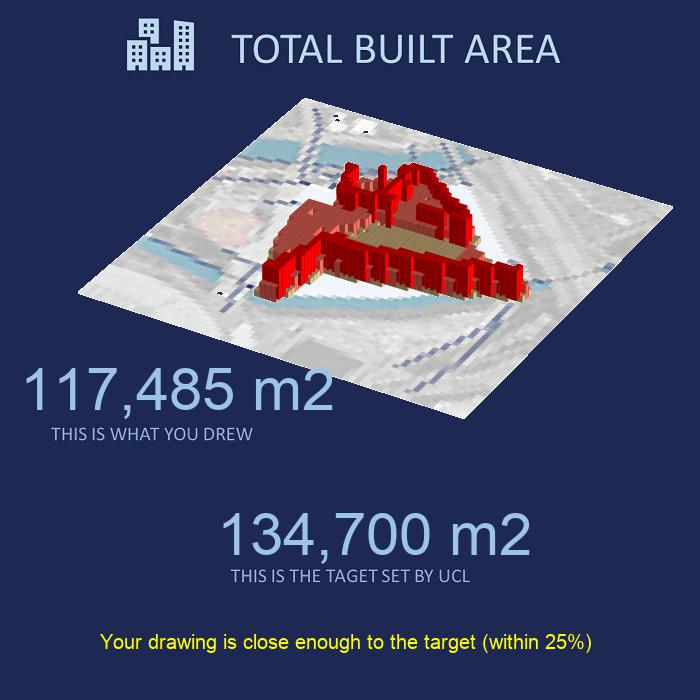 TOTAL BUILT AREA
117,485 m2
THIS IS WHAT YOU DREW
134,700 m2
THIS IS THE TAGET SET BY UCL
Your drawing is close enough to the target (within 25%)